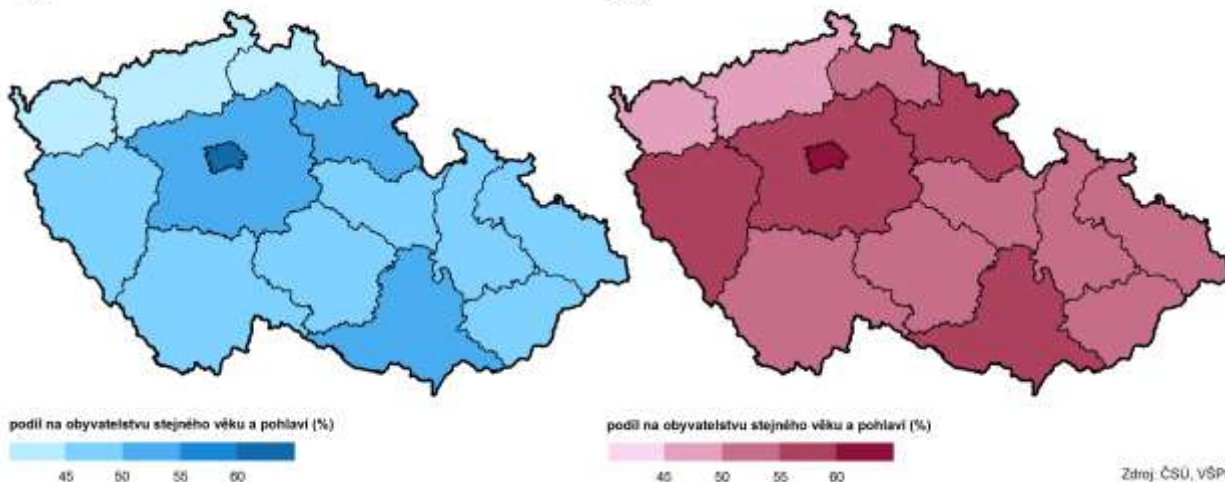 podíl na obyvatelstvu stejného věku a pohlaví (%)
45 50 55 60
podíl na obyvatelstvu stejného věku a pohlaví (%)
45 50 55 60
Zdroj: ČSÚ, VŠP